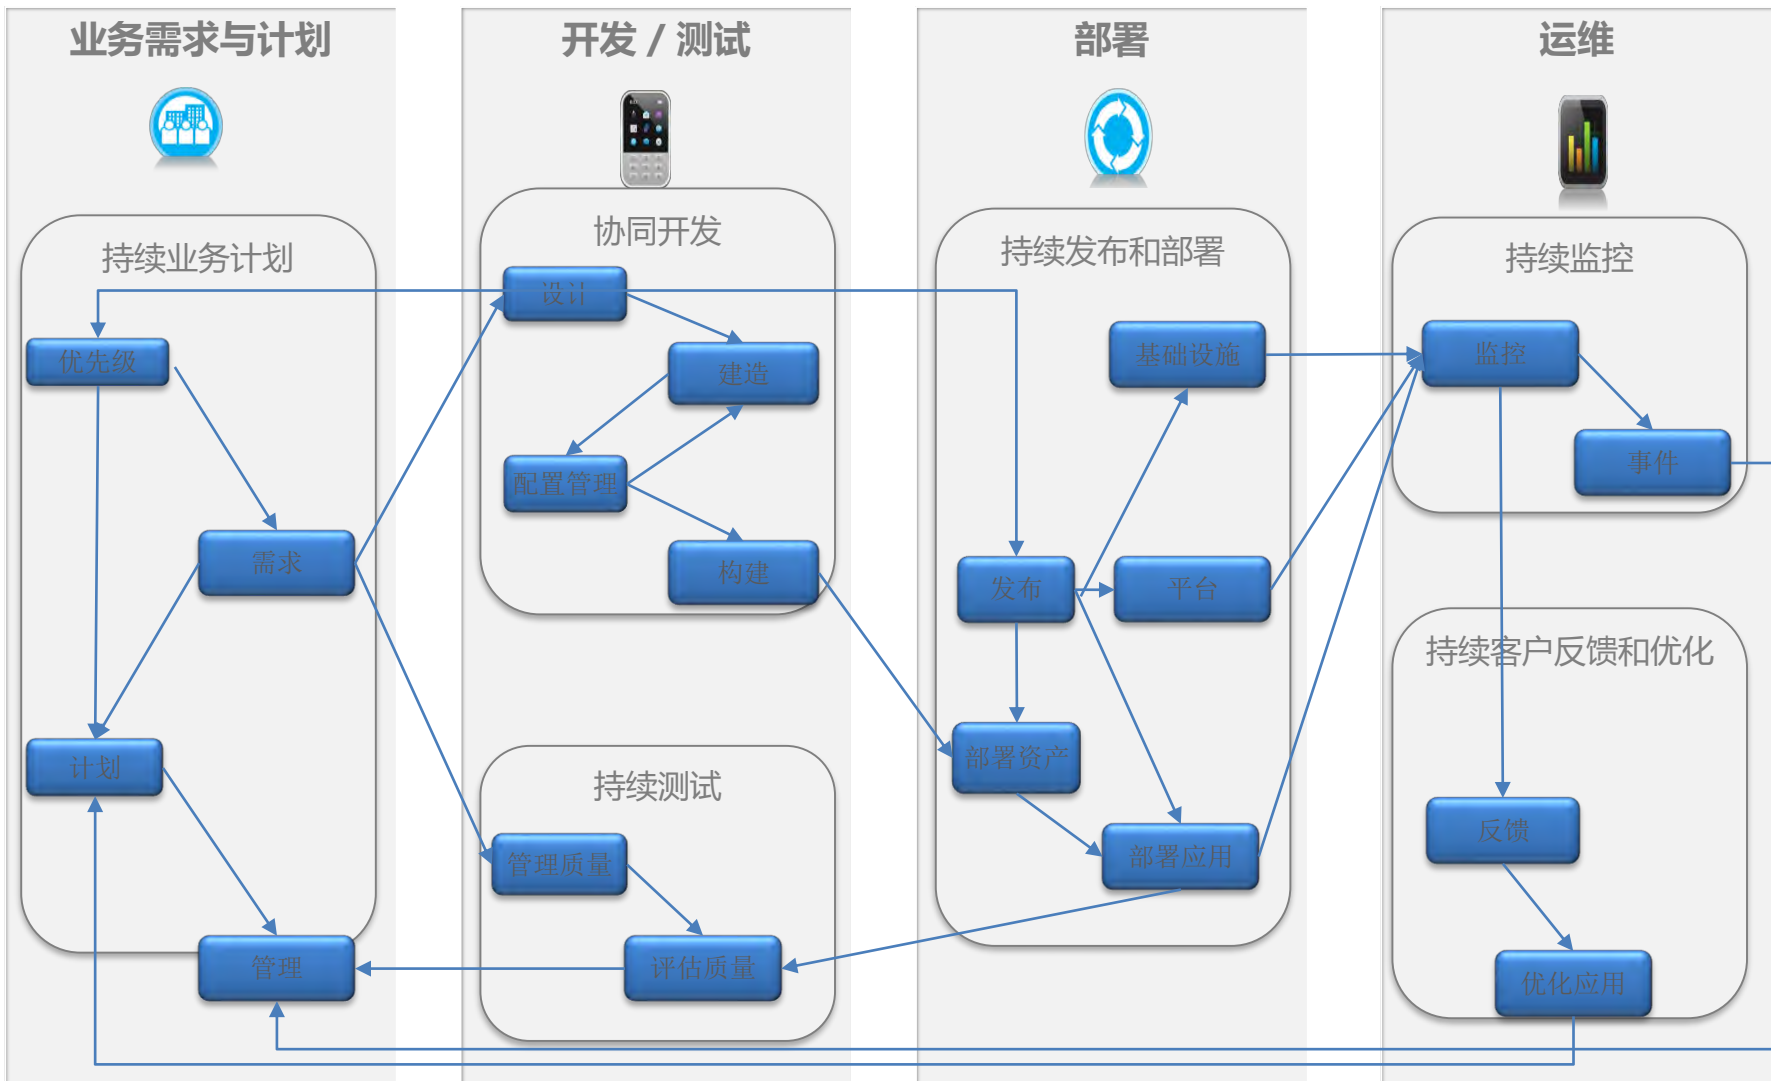 业务需求与计划
开发 / 测试
部署
运维
持续业务计划
优先级
需求
计划
管理
协同开发
设计
建造
配置管理
构建
持续测试
管理质量
评估质量
持续发布和部署
基础设施
发布
平台
部署资产
部署应用
持续监控
监控
事件
持续客户反馈和优化
反馈
优化应用